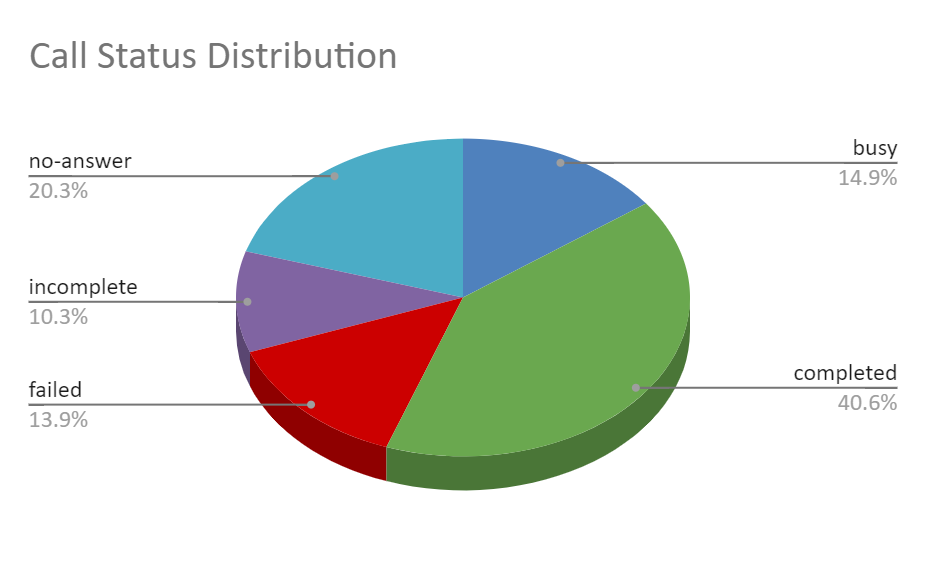 Call Status Distribution
no-answer
20.3%
busy
14.9%
incomplete
10.3%
completed
40.6%
failed
13.9%